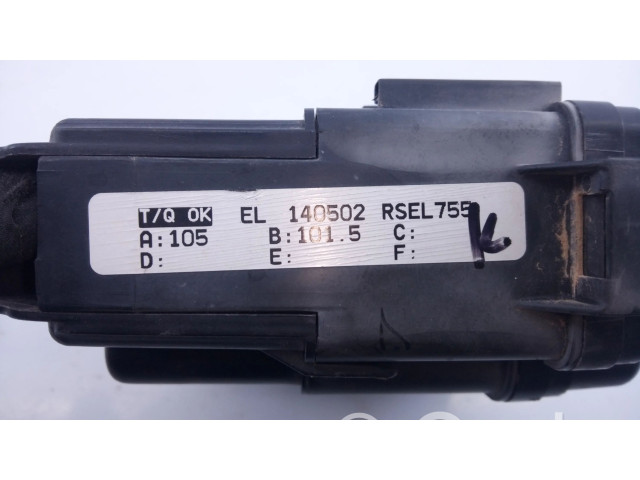 T/Q OK EL 140502 RSEL755
A:105 B:101.5 C:
D: E: F: